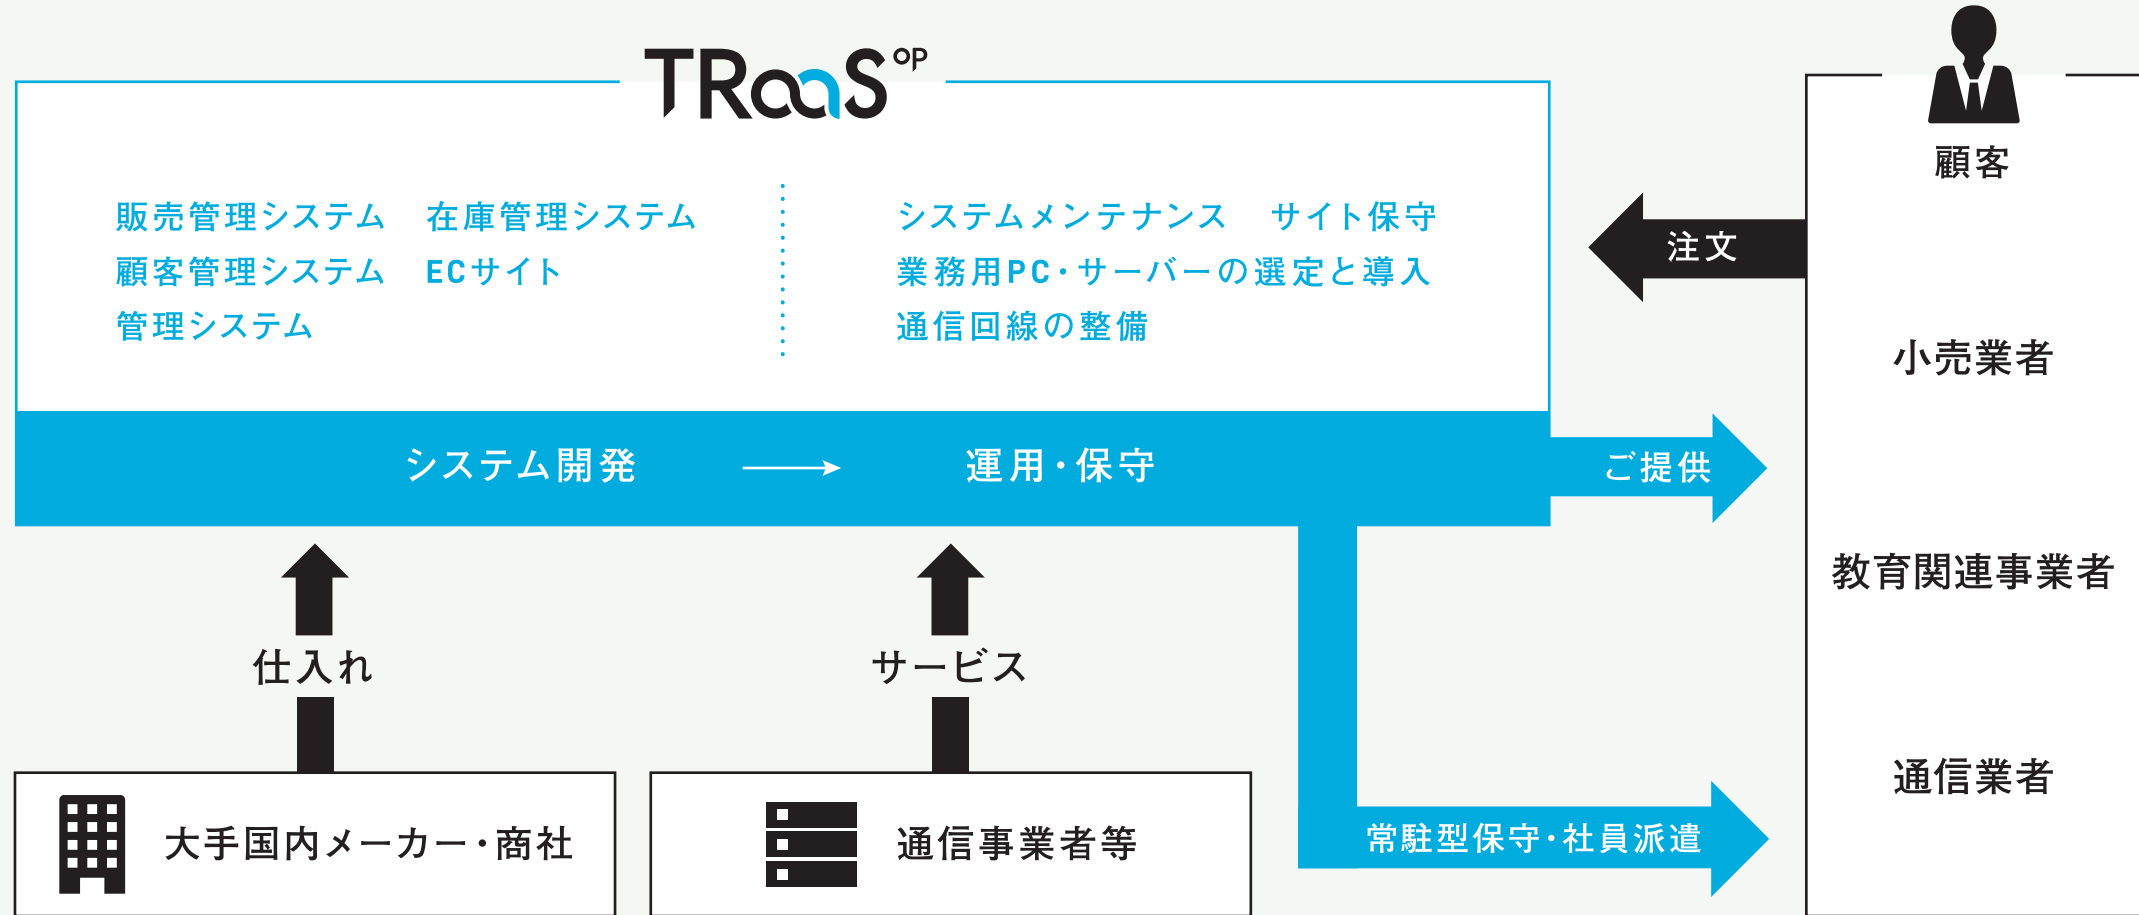 TRaaS OP
販売管理システム　在庫管理システム
顧客管理システム　ECサイト
管理システム
システムメンテナンス　サイト保守
業務用PC・サーバーの選定と導入
通信回線の整備
システム開発
運用・保守
ご提供
注文
顧客
小売業者
教育関連事業者
通信業者
仕入れ
サービス
大手国内メーカー・商社
通信事業者等
常駐型保守・社員派遣